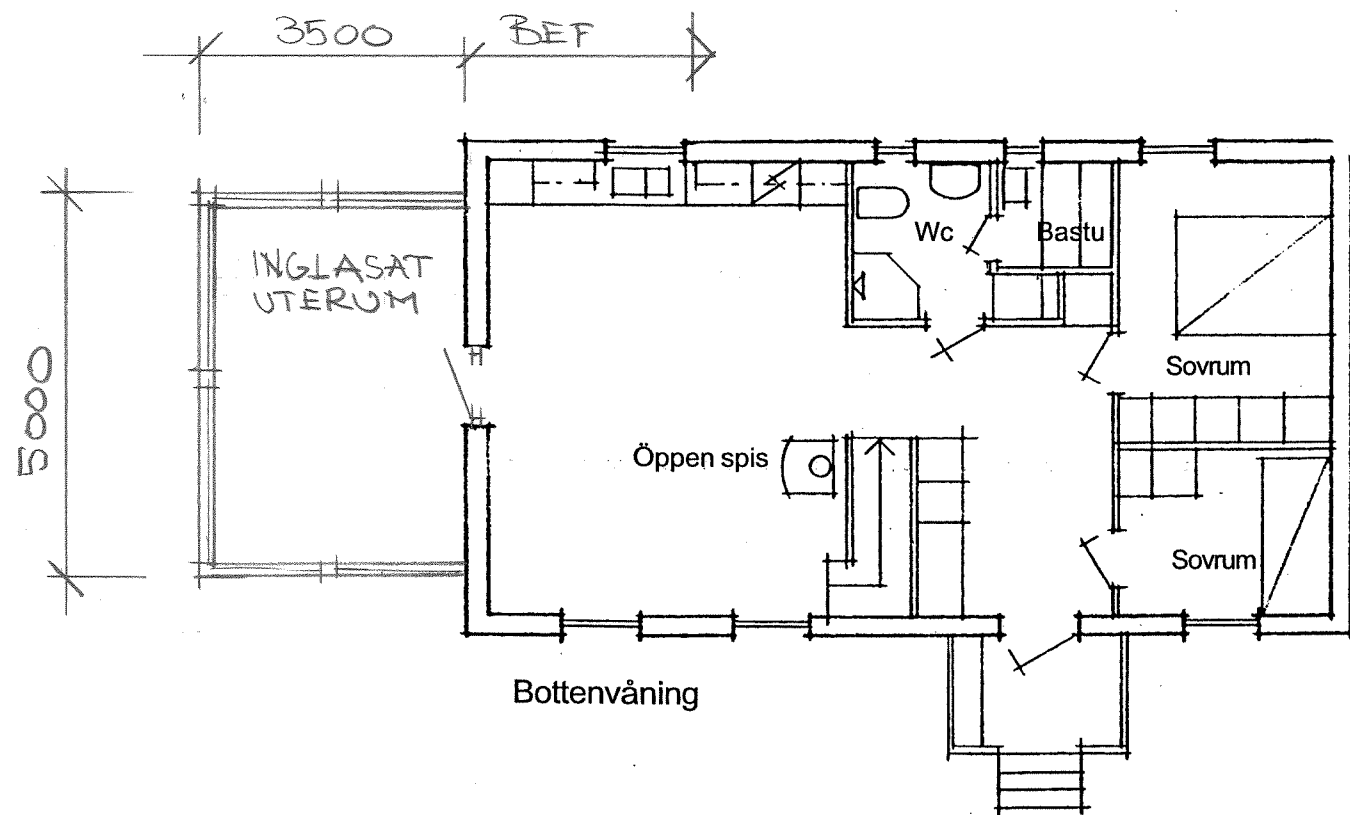 3500 BEF
INGLASAT
UTERUM
5000
Wc
Bastu
Sovrum
Öppen spis
Sovrum
Bottenvåning